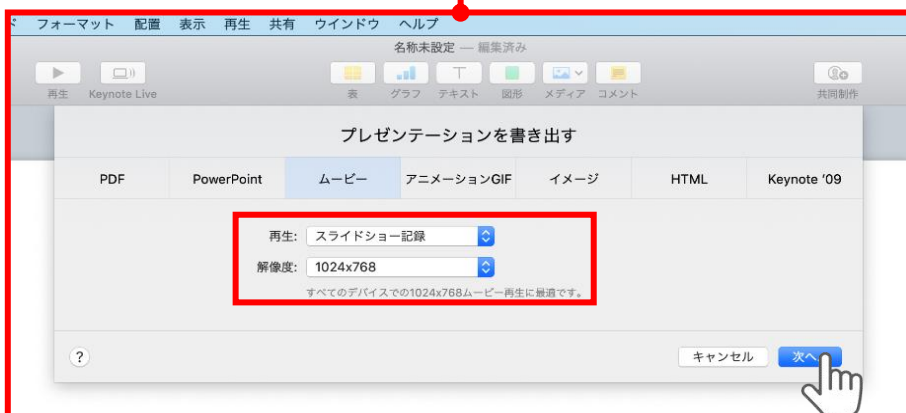 フォーマット 配置 表示 再生 共有 ウインドウ ヘルプ
名称未設定 — 編集済み
再生 Keynote Live 表 グラフ テキスト 図形 メディア コメント 共同制作
プレゼンテーションを書き出す
PDF PowerPoint ムービー アニメーションGIF イメージ HTML Keynote '09
再生: スライドショー記録
解像度: 1024x768
すべてのデバイスでの1024x768ムービー再生に最適です。
? キャンセル 次へ